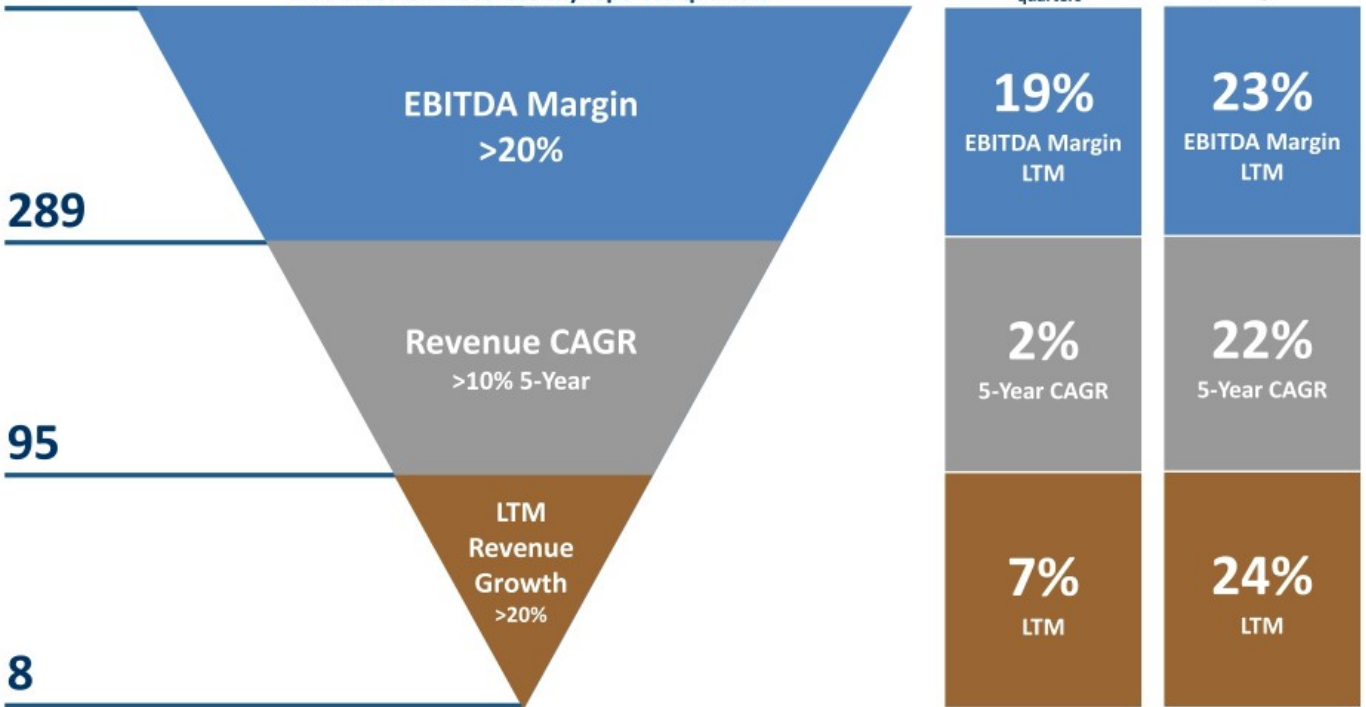 EBITDA Margin
>20%
289
Revenue CAGR
>10% 5-Year
95
LTM
Revenue
Growth
>20%
8
quarters
19%
EBITDA Margin
LTM
2%
5-Year CAGR
7%
LTM
23%
EBITDA Margin
LTM
22%
5-Year CAGR
24%
LTM